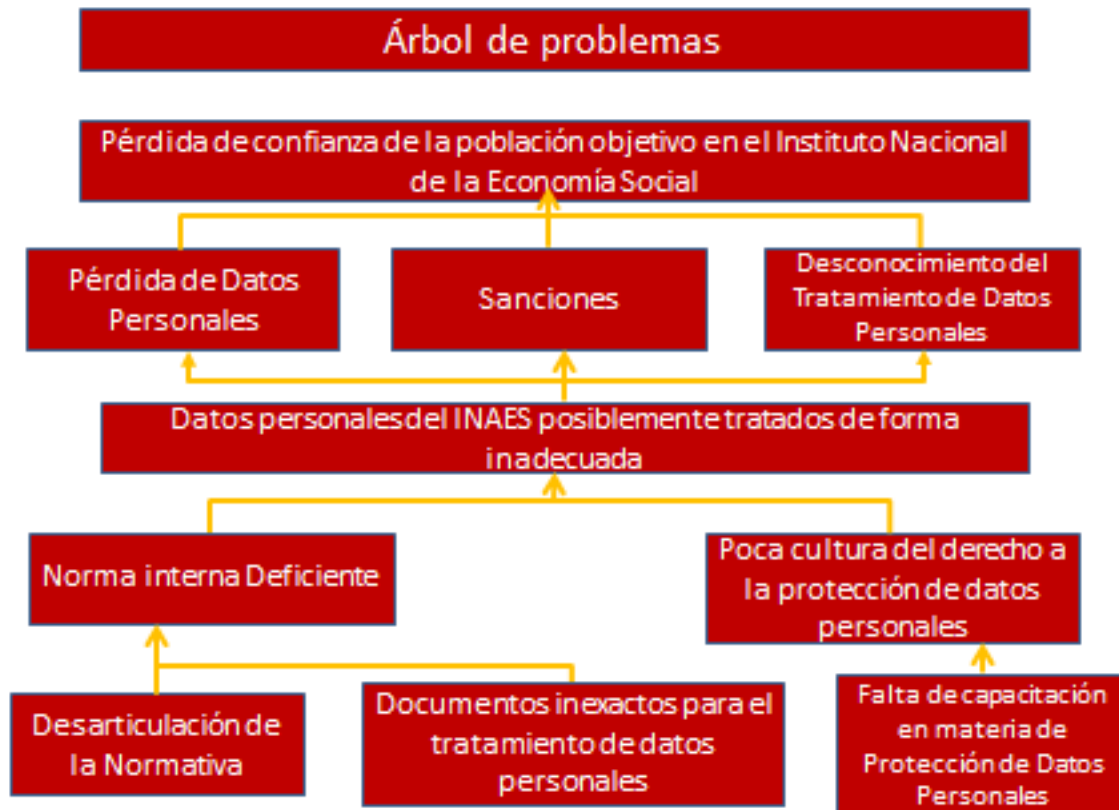 Árbol de problemas
Pérdida de confianza de la población objetivo en el Instituto Nacional
de la Economía Social
Pérdida de Datos
Personales
Sanciones
Desconocimiento del
Tratamiento de Datos
Personales
Datos personales del INAES posiblemente tratados de forma
inadecuada
Norma interna Deficiente
Poca cultura del derecho a
la protección de datos
personales
Desarticulación de
la Normativa
Documentos inexactos para el
tratamiento de datos
personales
Falta de capacitación
en materia de
Protección de Datos
Personales